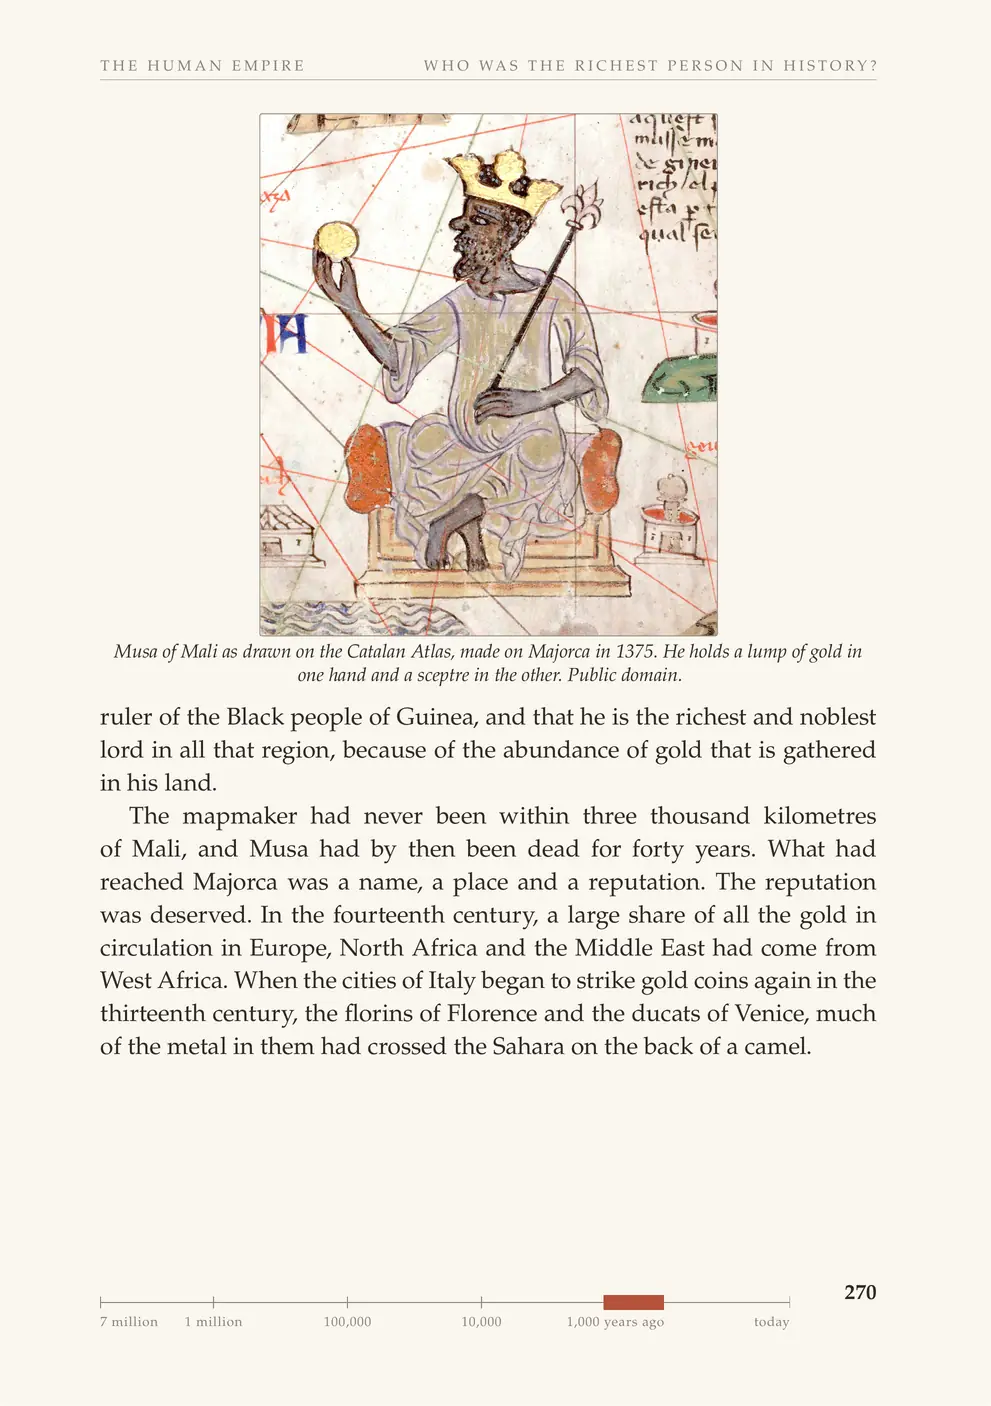 THE HUMAN EMPIRE
WHO WAS THE RICHEST PERSON IN HISTORY?
rich
qual
Musa of Mali as drawn on the Catalan Atlas, made on Majorca in 1375. He holds a lump of gold in
one hand and a sceptre in the other. Public domain.
ruler of the Black people of Guinea, and that he is the richest and noblest
lord in all that region, because of the abundance of gold that is gathered
in his land.
The mapmaker had never been within three thousand kilometres
of Mali, and Musa had by then been dead for forty years. What had
reached Majorca was a name, a place and a reputation. The reputation
was deserved. In the fourteenth century, a large share of all the gold in
circulation in Europe, North Africa and the Middle East had come from
West Africa. When the cities of Italy began to strike gold coins again in the
thirteenth century, the florins of Florence and the ducats of Venice, much
of the metal in them had crossed the Sahara on the back of a camel.
270
7 million 1 million 100,000 10,000 1,000 years ago today